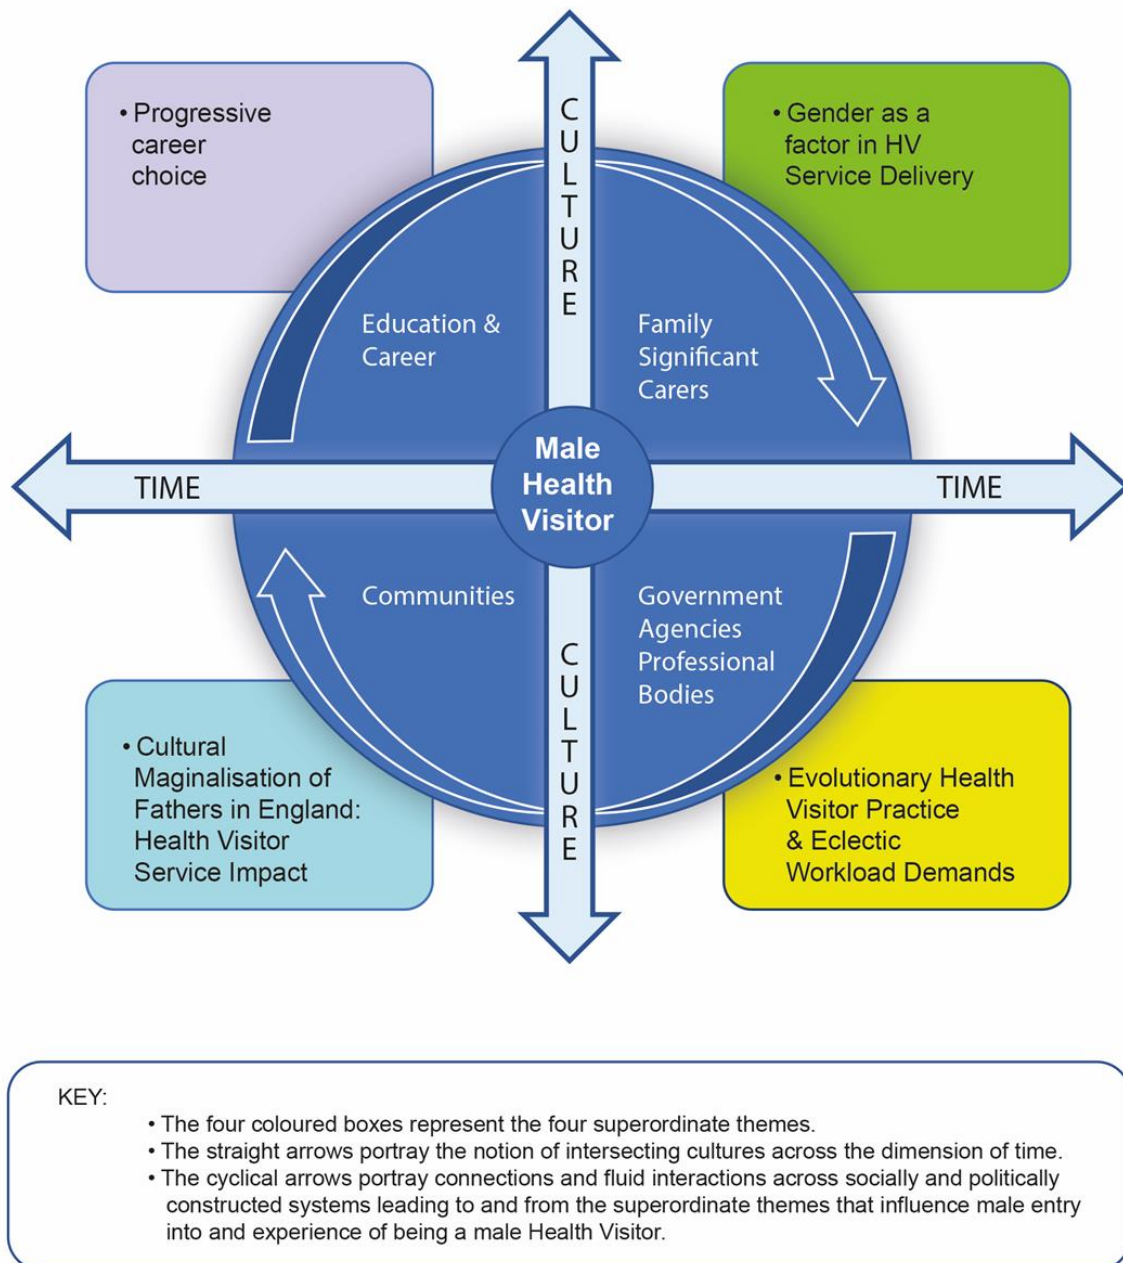 • Progressive
career
choice
• Gender as a
factor in HV
Service Delivery
CULTURE
Education &
Career
Family
Significant
Carers
TIME
Male
Health
Visitor
TIME
Communities
Government
Agencies
Professional
Bodies
CULTURE
• Cultural
Maginalisation of
Fathers in England:
Health Visitor
Service Impact
• Evolutionary Health
Visitor Practice
& Eclectic
Workload Demands
KEY:
• The four coloured boxes represent the four superordinate themes.
• The straight arrows portray the notion of intersecting cultures across the dimension of time.
• The cyclical arrows portray connections and fluid interactions across socially and politically
constructed systems leading to and from the superordinate themes that influence male entry
into and experience of being a male Health Visitor.